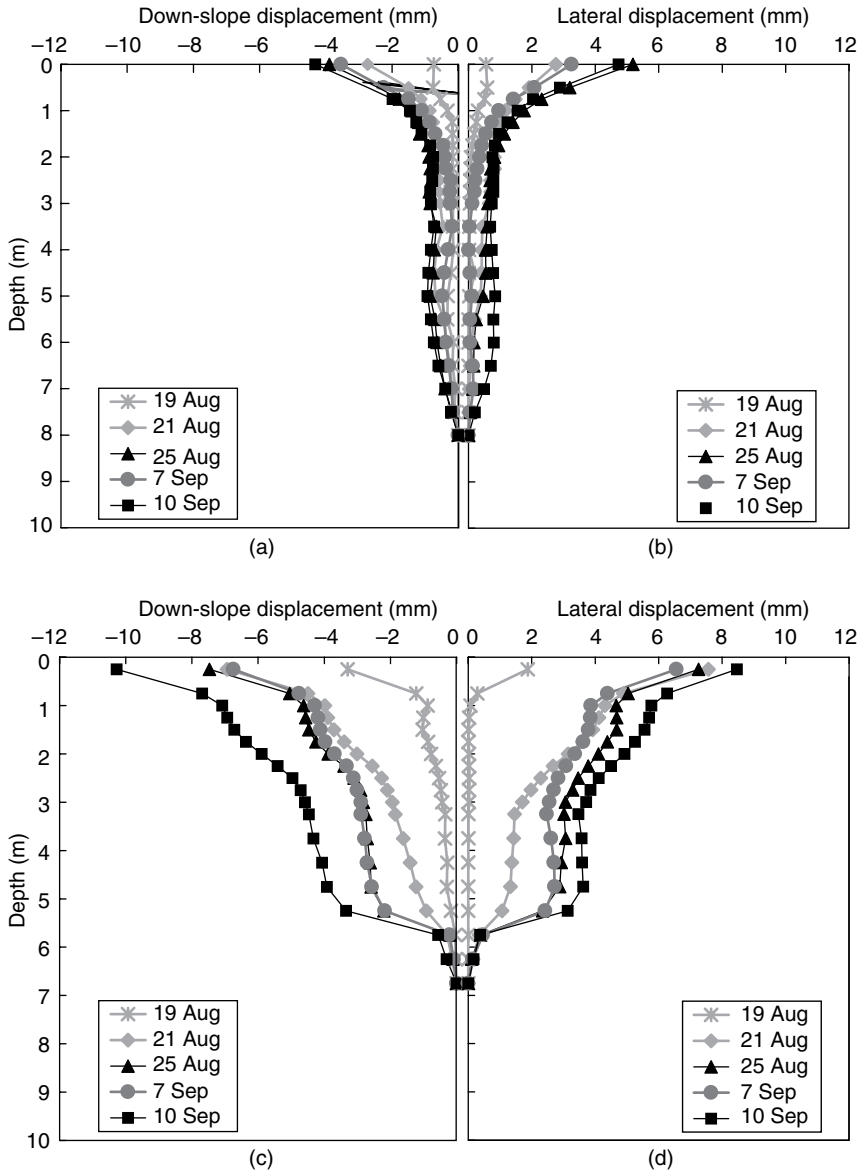 Down-slope displacement (mm)
−12 −10 −8 −6 −4 −2 0
Lateral displacement (mm)
0 2 4 6 8 10 12
Depth (m)
0
1
2
3
4
5
6
7
8
9
10
19 Aug
21 Aug
25 Aug
7 Sep
10 Sep
(a)
19 Aug
21 Aug
25 Aug
7 Sep
10 Sep
(b)
Down-slope displacement (mm)
−12 −10 −8 −6 −4 −2 0
Lateral displacement (mm)
0 2 4 6 8 10 12
Depth (m)
0
1
2
3
4
5
6
7
8
9
10
19 Aug
21 Aug
25 Aug
7 Sep
10 Sep
(c)
19 Aug
21 Aug
25 Aug
7 Sep
10 Sep
(d)